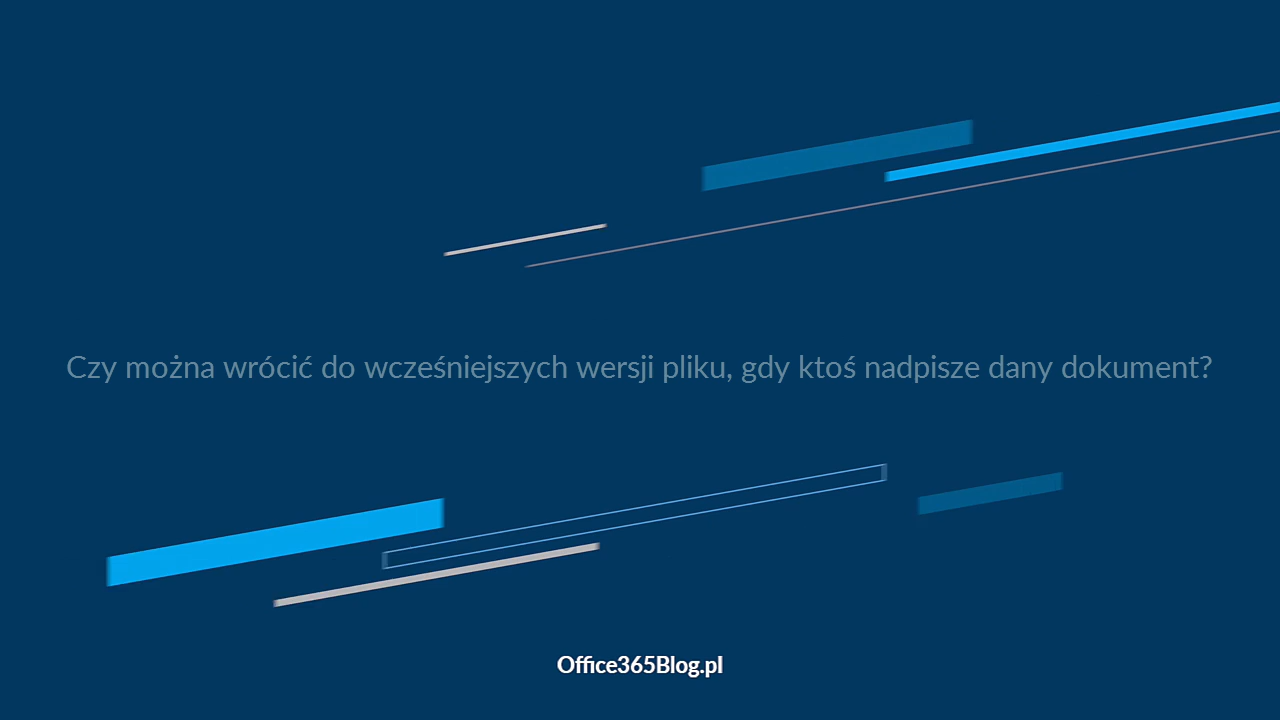 Czy można wrócić do wcześniejszych wersji pliku, gdy ktoś nadpisze dany dokument?
Office365Blog.pl